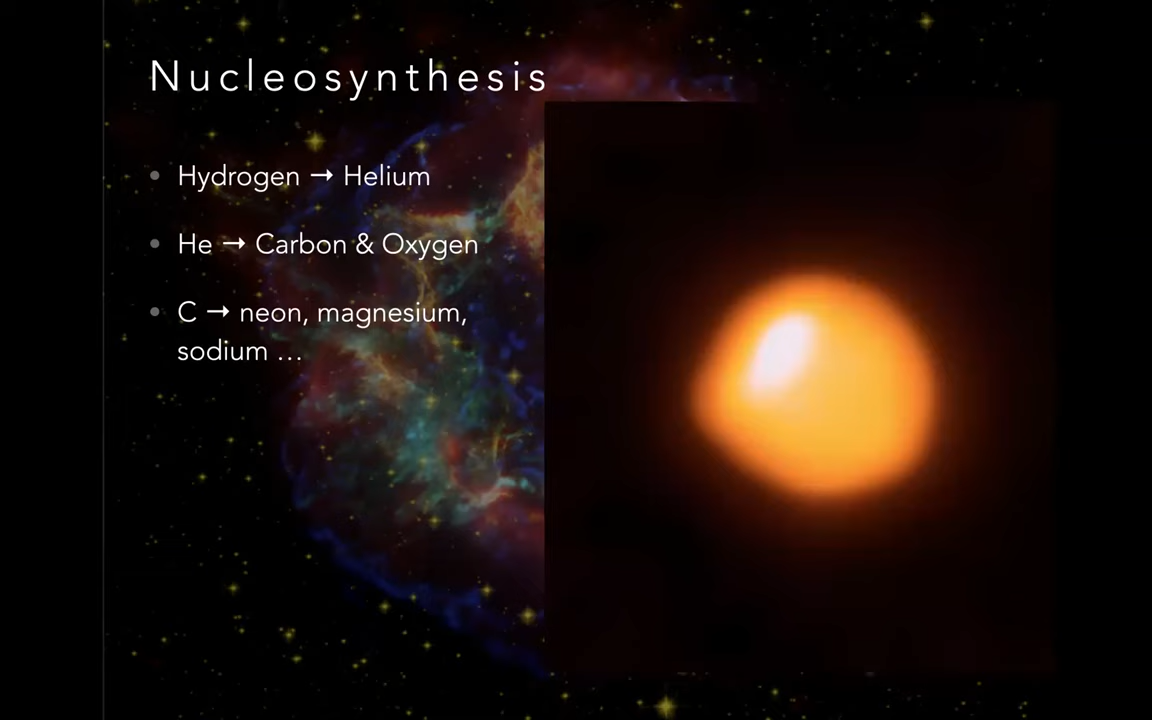 Nucleosynthesis
• Hydrogen → Helium
• He → Carbon & Oxygen
• C → neon, magnesium,
sodium …